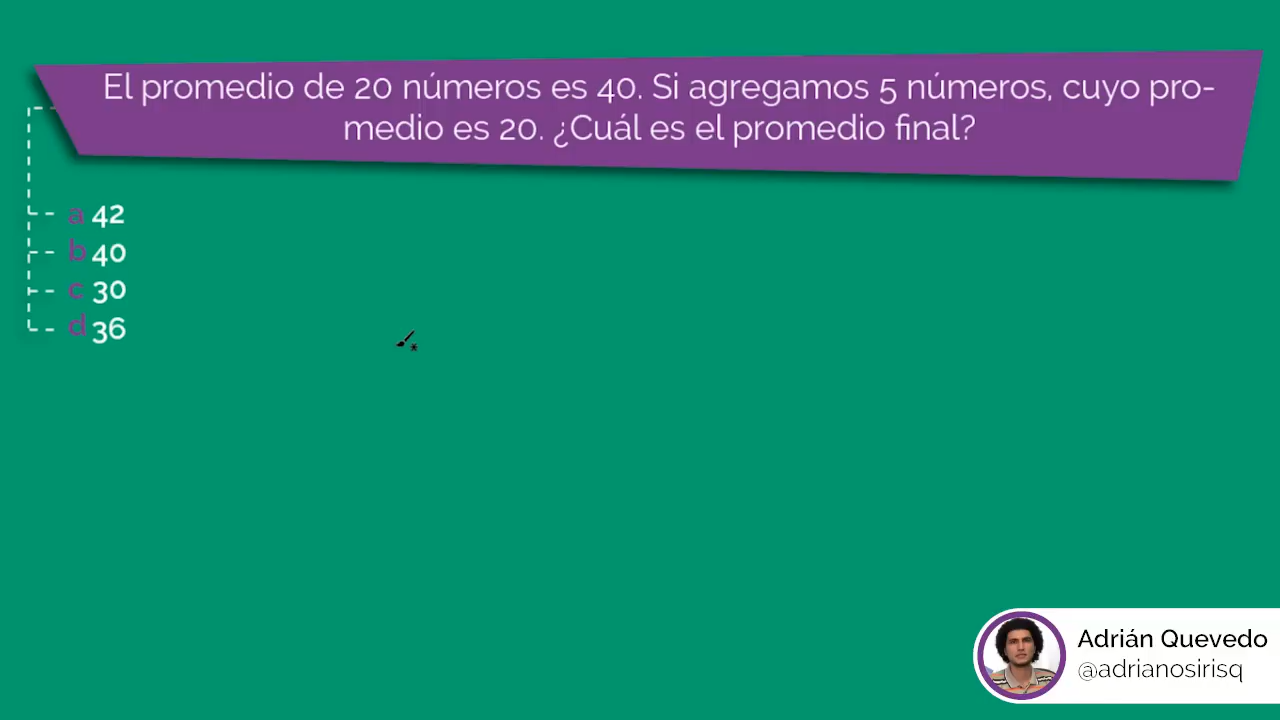 El promedio de 20 números es 40. Si agregamos 5 números, cuyo pro-
medio es 20. ¿Cuál es el promedio final?
a 42
b 40
c 30
d 36
Adrián Quevedo
@adrianosirisq